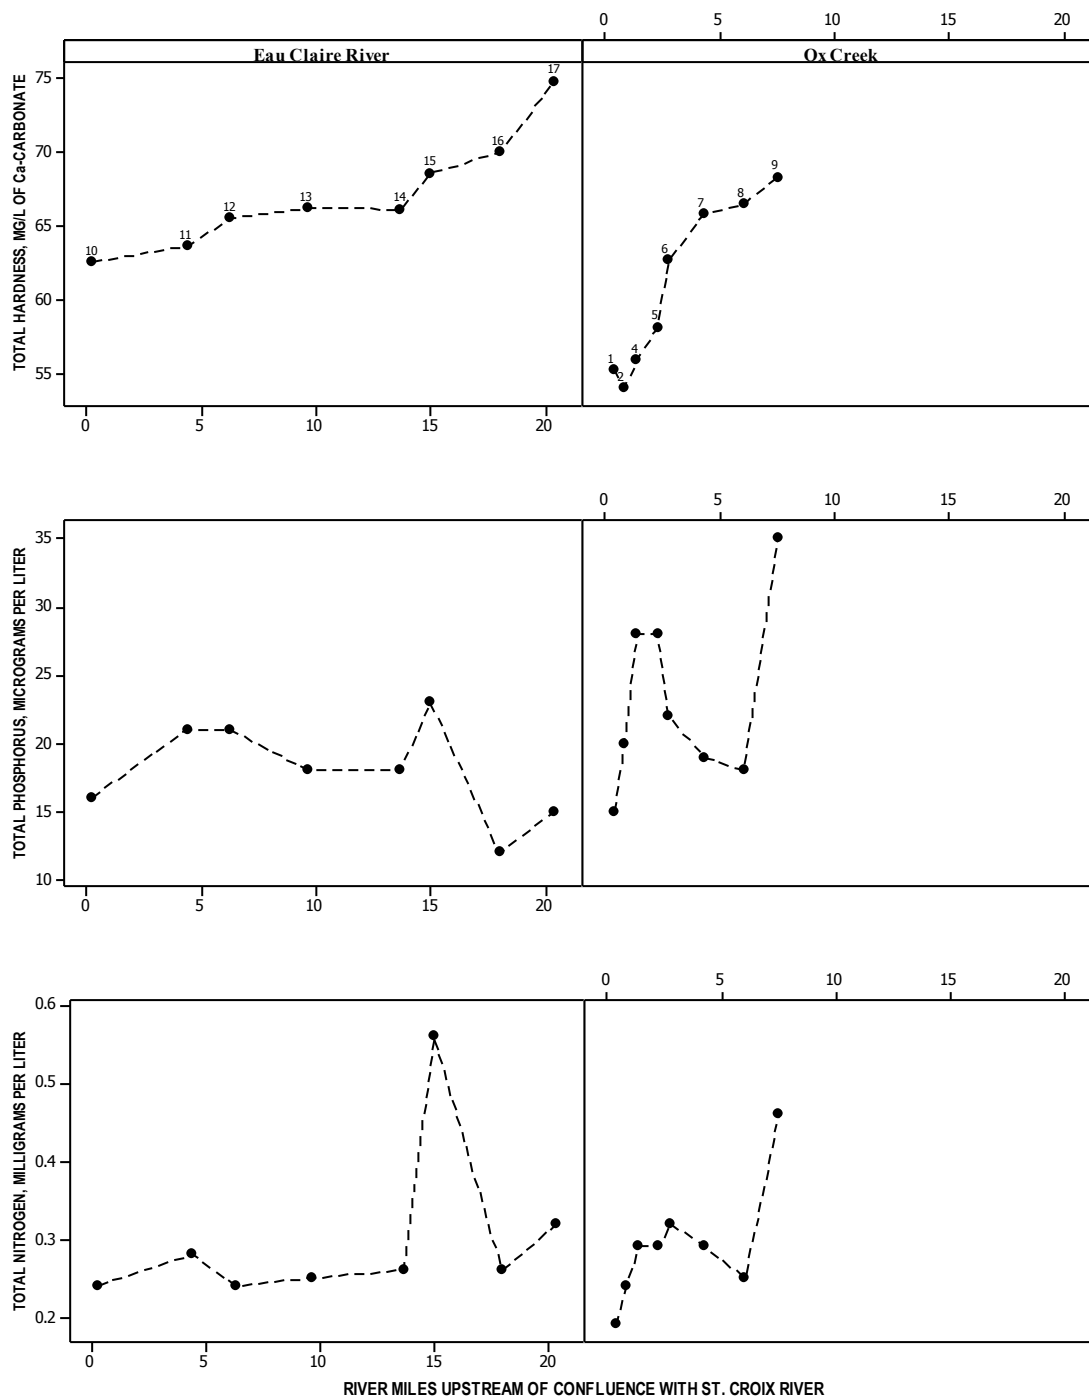 0 5 10 15 20
Eau Claire River Ox Creek
TOTAL HARDNESS, MG/L OF Ca-CARBONATE
75
70
65
60
55
10 11 12 13 14 15 16 17
1 2 4 5 6 7 8 9
0 5 10 15 20
0 5 10 15 20
TOTAL PHOSPHORUS, MICROGRAMS PER LITER
35
30
25
20
15
10
0 5 10 15 20
0 5 10 15 20
TOTAL NITROGEN, MILLIGRAMS PER LITER
0.6
0.5
0.4
0.3
0.2
0 5 10 15 20
RIVER MILES UPSTREAM OF CONFLUENCE WITH ST. CROIX RIVER